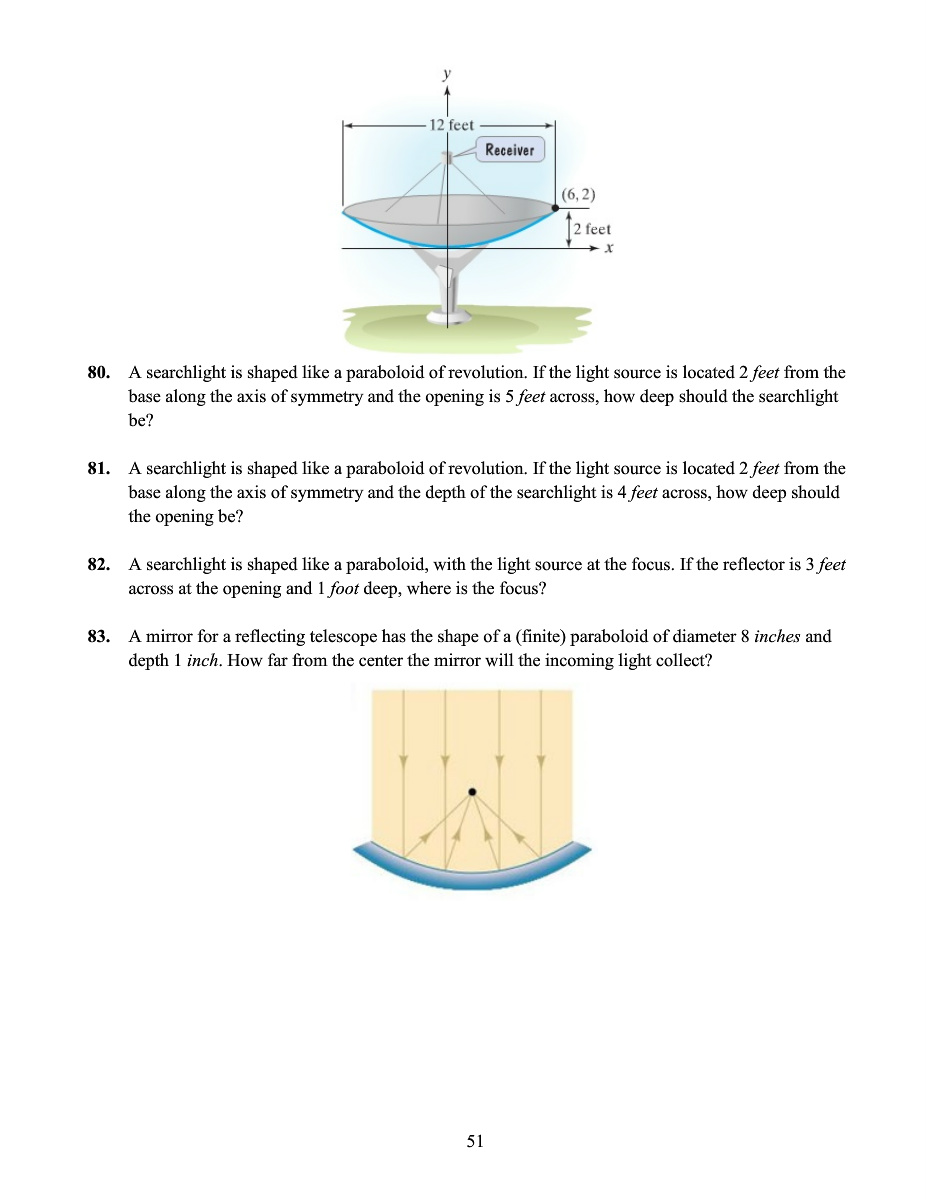 y
12 feet
Receiver
(6, 2)
2 feet
x
80. A searchlight is shaped like a paraboloid of revolution. If the light source is located 2 feet from the
base along the axis of symmetry and the opening is 5 feet across, how deep should the searchlight
be?
81. A searchlight is shaped like a paraboloid of revolution. If the light source is located 2 feet from the
base along the axis of symmetry and the depth of the searchlight is 4 feet across, how deep should
the opening be?
82. A searchlight is shaped like a paraboloid, with the light source at the focus. If the reflector is 3 feet
across at the opening and 1 foot deep, where is the focus?
83. A mirror for a reflecting telescope has the shape of a (finite) paraboloid of diameter 8 inches and
depth 1 inch. How far from the center the mirror will the incoming light collect?
51